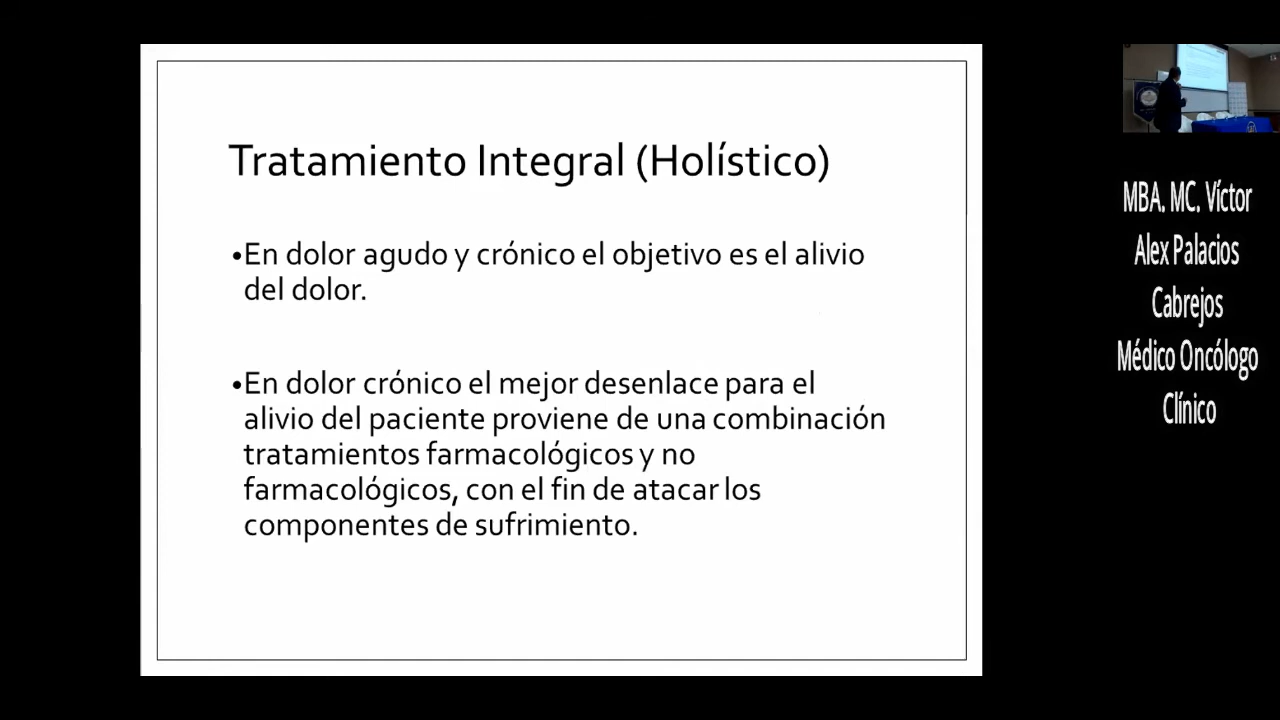 Tratamiento Integral (Holístico)
•En dolor agudo y crónico el objetivo es el alivio
del dolor.
•En dolor crónico el mejor desenlace para el
alivio del paciente proviene de una combinación
tratamientos farmacológicos y no
farmacológicos, con el fin de atacar los
componentes de sufrimiento.
MBA. MC. Víctor
Alex Palacios
Cabrejos
Médico Oncólogo
Clínico